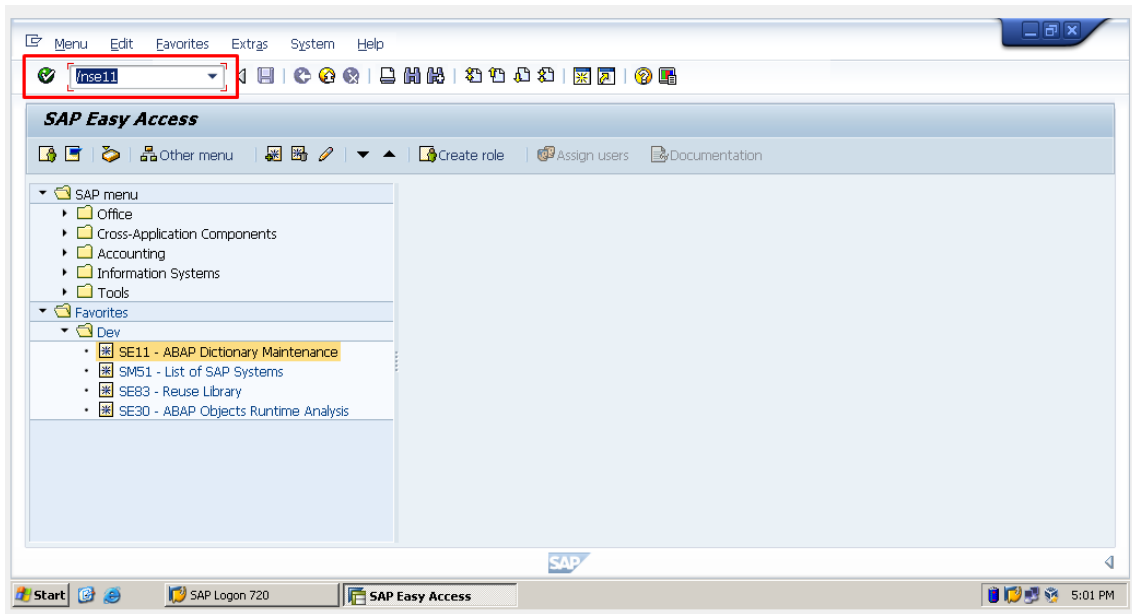 Menu Edit Favorites Extras System Help
/nse11
SAP Easy Access
Other menu Create role Assign users Documentation
SAP menu
Office
Cross-Application Components
Accounting
Information Systems
Tools
Favorites
Dev
SE11 - ABAP Dictionary Maintenance
SM51 - List of SAP Systems
SE83 - Reuse Library
SE30 - ABAP Objects Runtime Analysis
SAP
Start SAP Logon 720 SAP Easy Access 5:01 PM